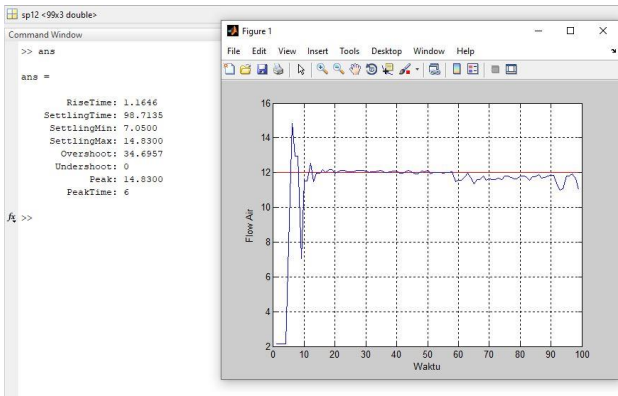 sp12 <99x3 double>
Command Window
>> ans
ans =
RiseTime: 1.1646
SettlingTime: 98.7135
SettlingMin: 7.0500
SettlingMax: 14.8300
Overshoot: 34.6957
Undershoot: 0
Peak: 14.8300
PeakTime: 6
fx >>
Figure 1
File Edit View Insert Tools Desktop Window Help
16
14
12
10
8
6
4
2
Flow Air
0 10 20 30 40 50 60 70 80 90 100
Waktu